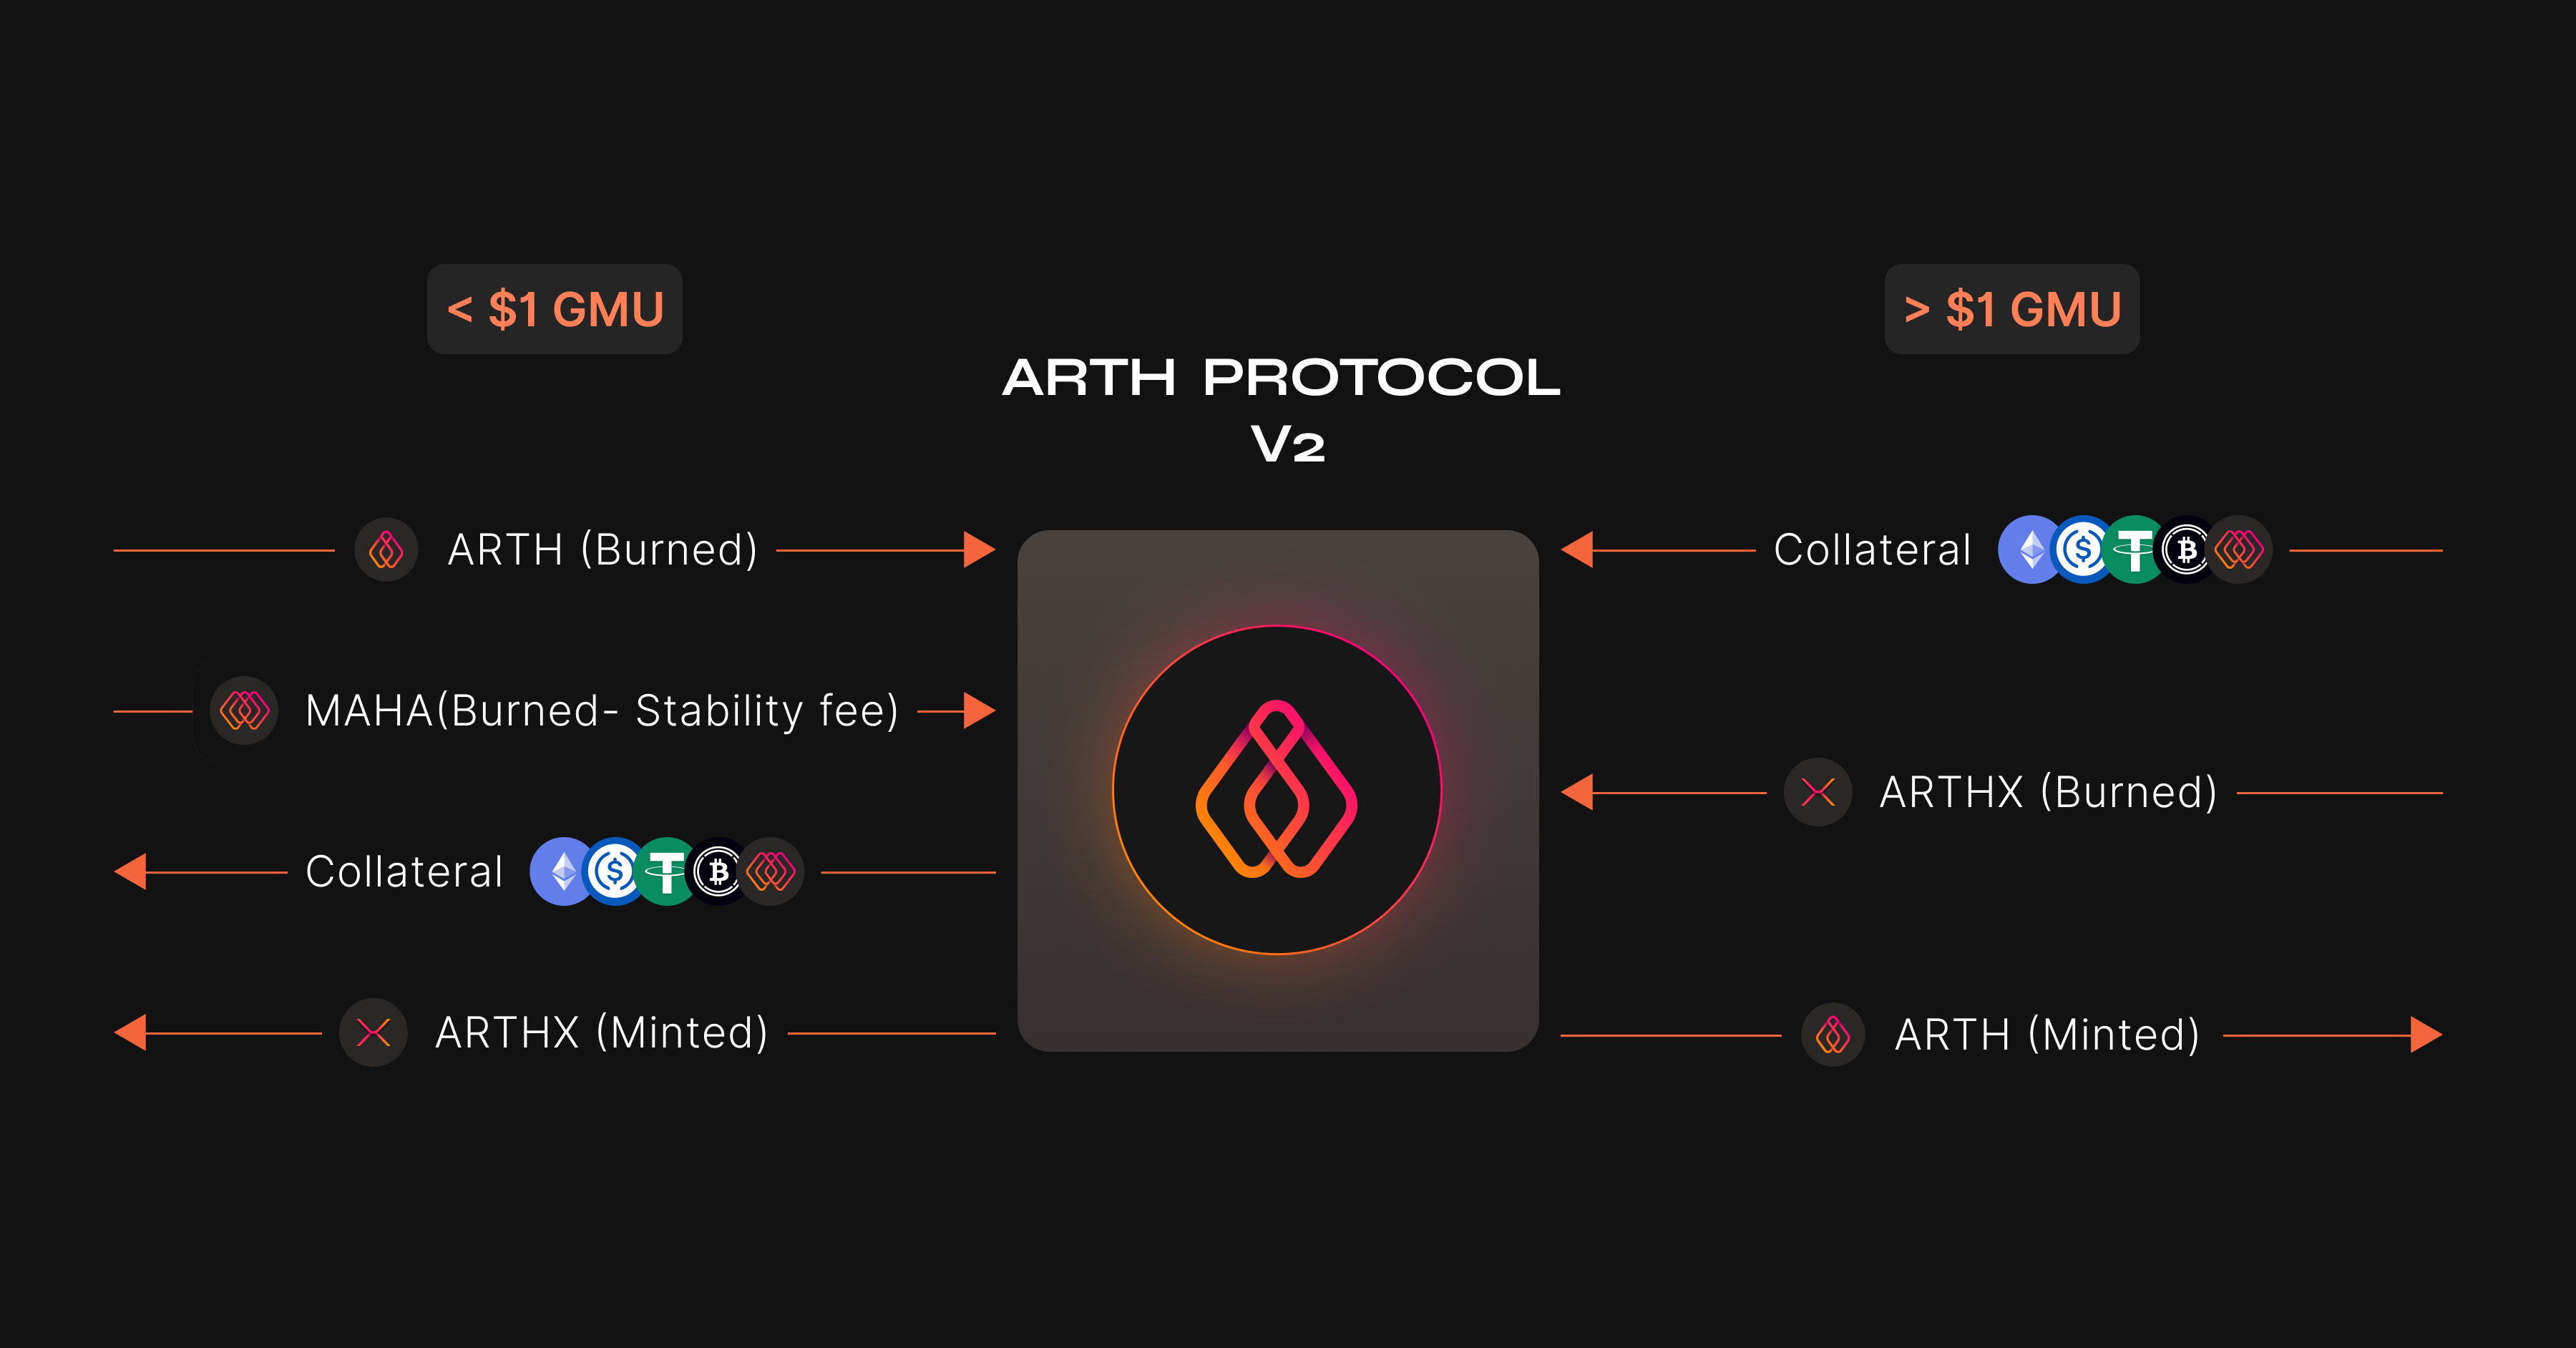 < $1 GMU
> $1 GMU
ARTH PROTOCOL
V2
ARTH (Burned)
MAHA(Burned- Stability fee)
Collateral
ARTHX (Minted)
Collateral
ARTHX (Burned)
ARTH (Minted)